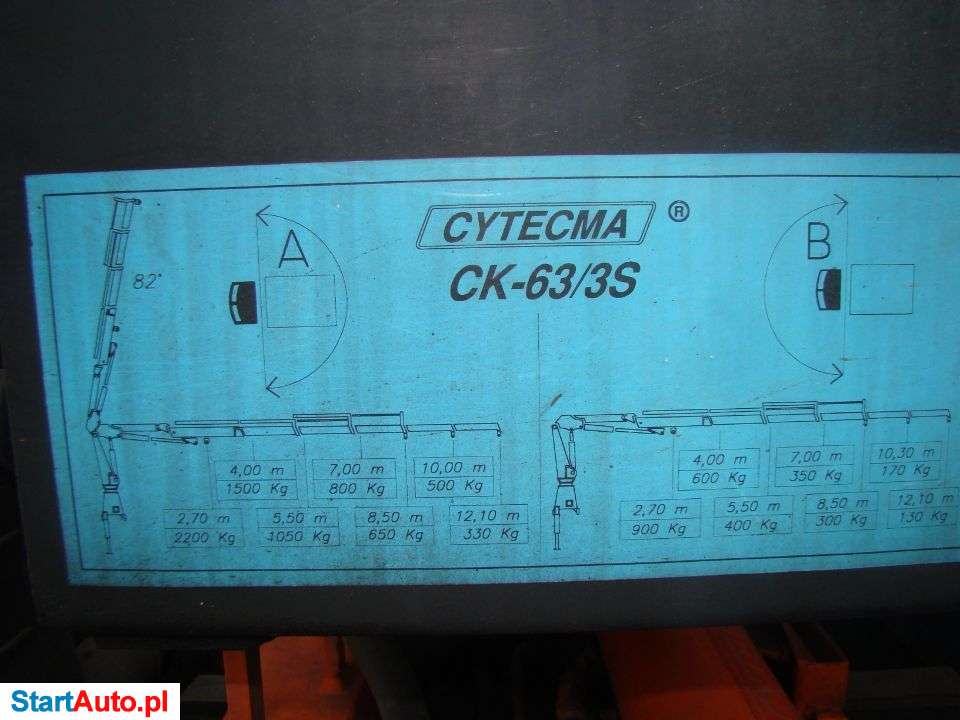 CYTECMA ®
CK-63/3S
A
B
82°
4,00 m
1500 Kg
7,00 m
800 Kg
10,00 m
500 Kg
2,70 m
2200 Kg
5,50 m
1050 Kg
8,50 m
650 Kg
12,10 m
330 Kg
4,00 m
600 Kg
7,00 m
350 Kg
10,30 m
170 Kg
2,70 m
900 Kg
5,50 m
400 Kg
8,50 m
300 Kg
12,10 m
130 Kg
StartAuto.pl